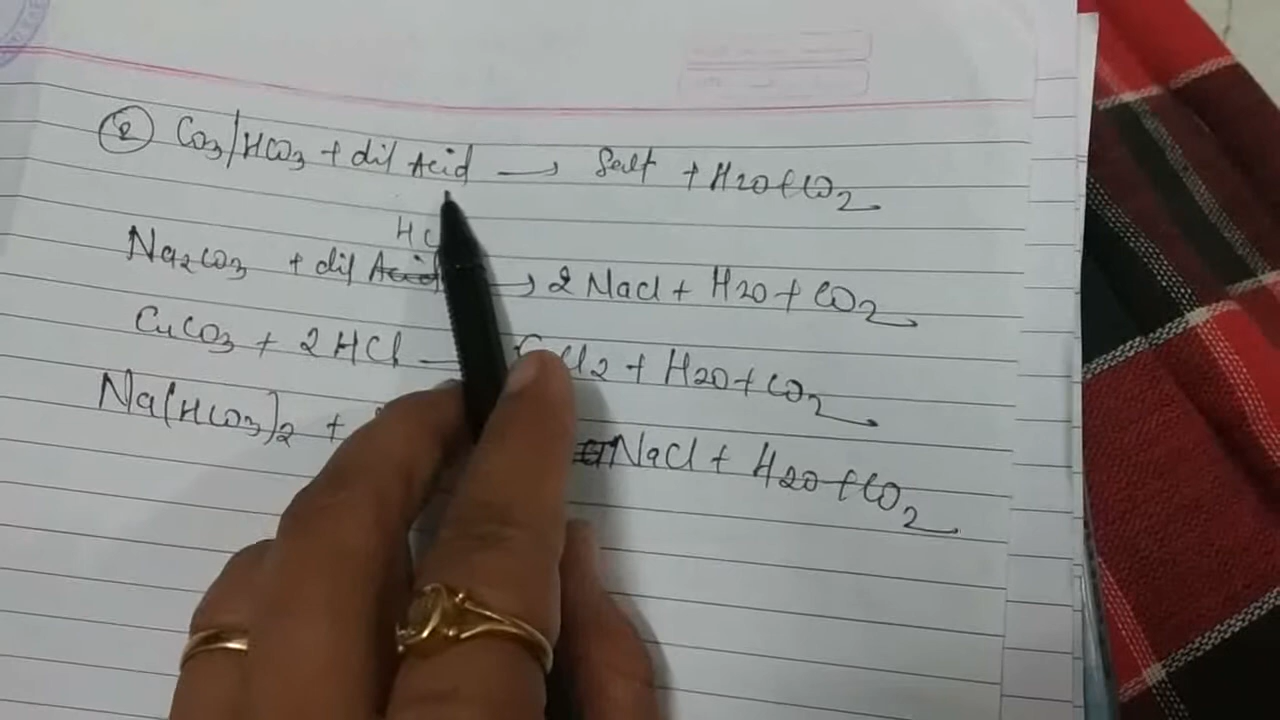 ② CO3/HCO3 + dil Acid → Salt + H2O + CO2
HC
Na2CO3 + dil Acid → 2 NaCl + H2O + CO2
CuCO3 + 2HCl — Cl2 + H2O + CO2
Na(HCO3)2 + NaCl + H2O + CO2